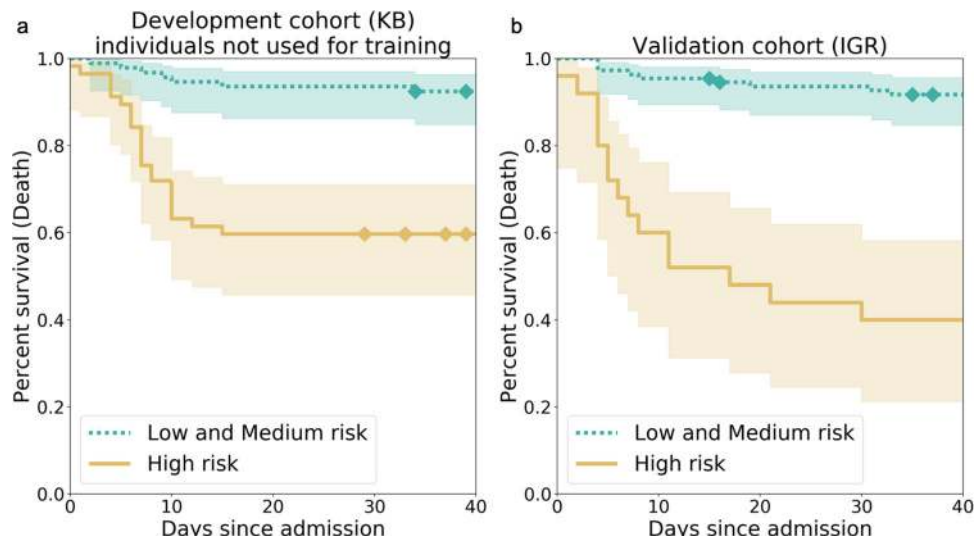 a
Development cohort (KB)
individuals not used for training
Percent survival (Death)
1.0
0.8
0.6
0.4
0.2
0.0
Low and Medium risk
High risk
0
10
20
30
40
Days since admission
b
Validation cohort (IGR)
Percent survival (Death)
1.0
0.8
0.6
0.4
0.2
0.0
Low and Medium risk
High risk
0
10
20
30
40
Days since admission